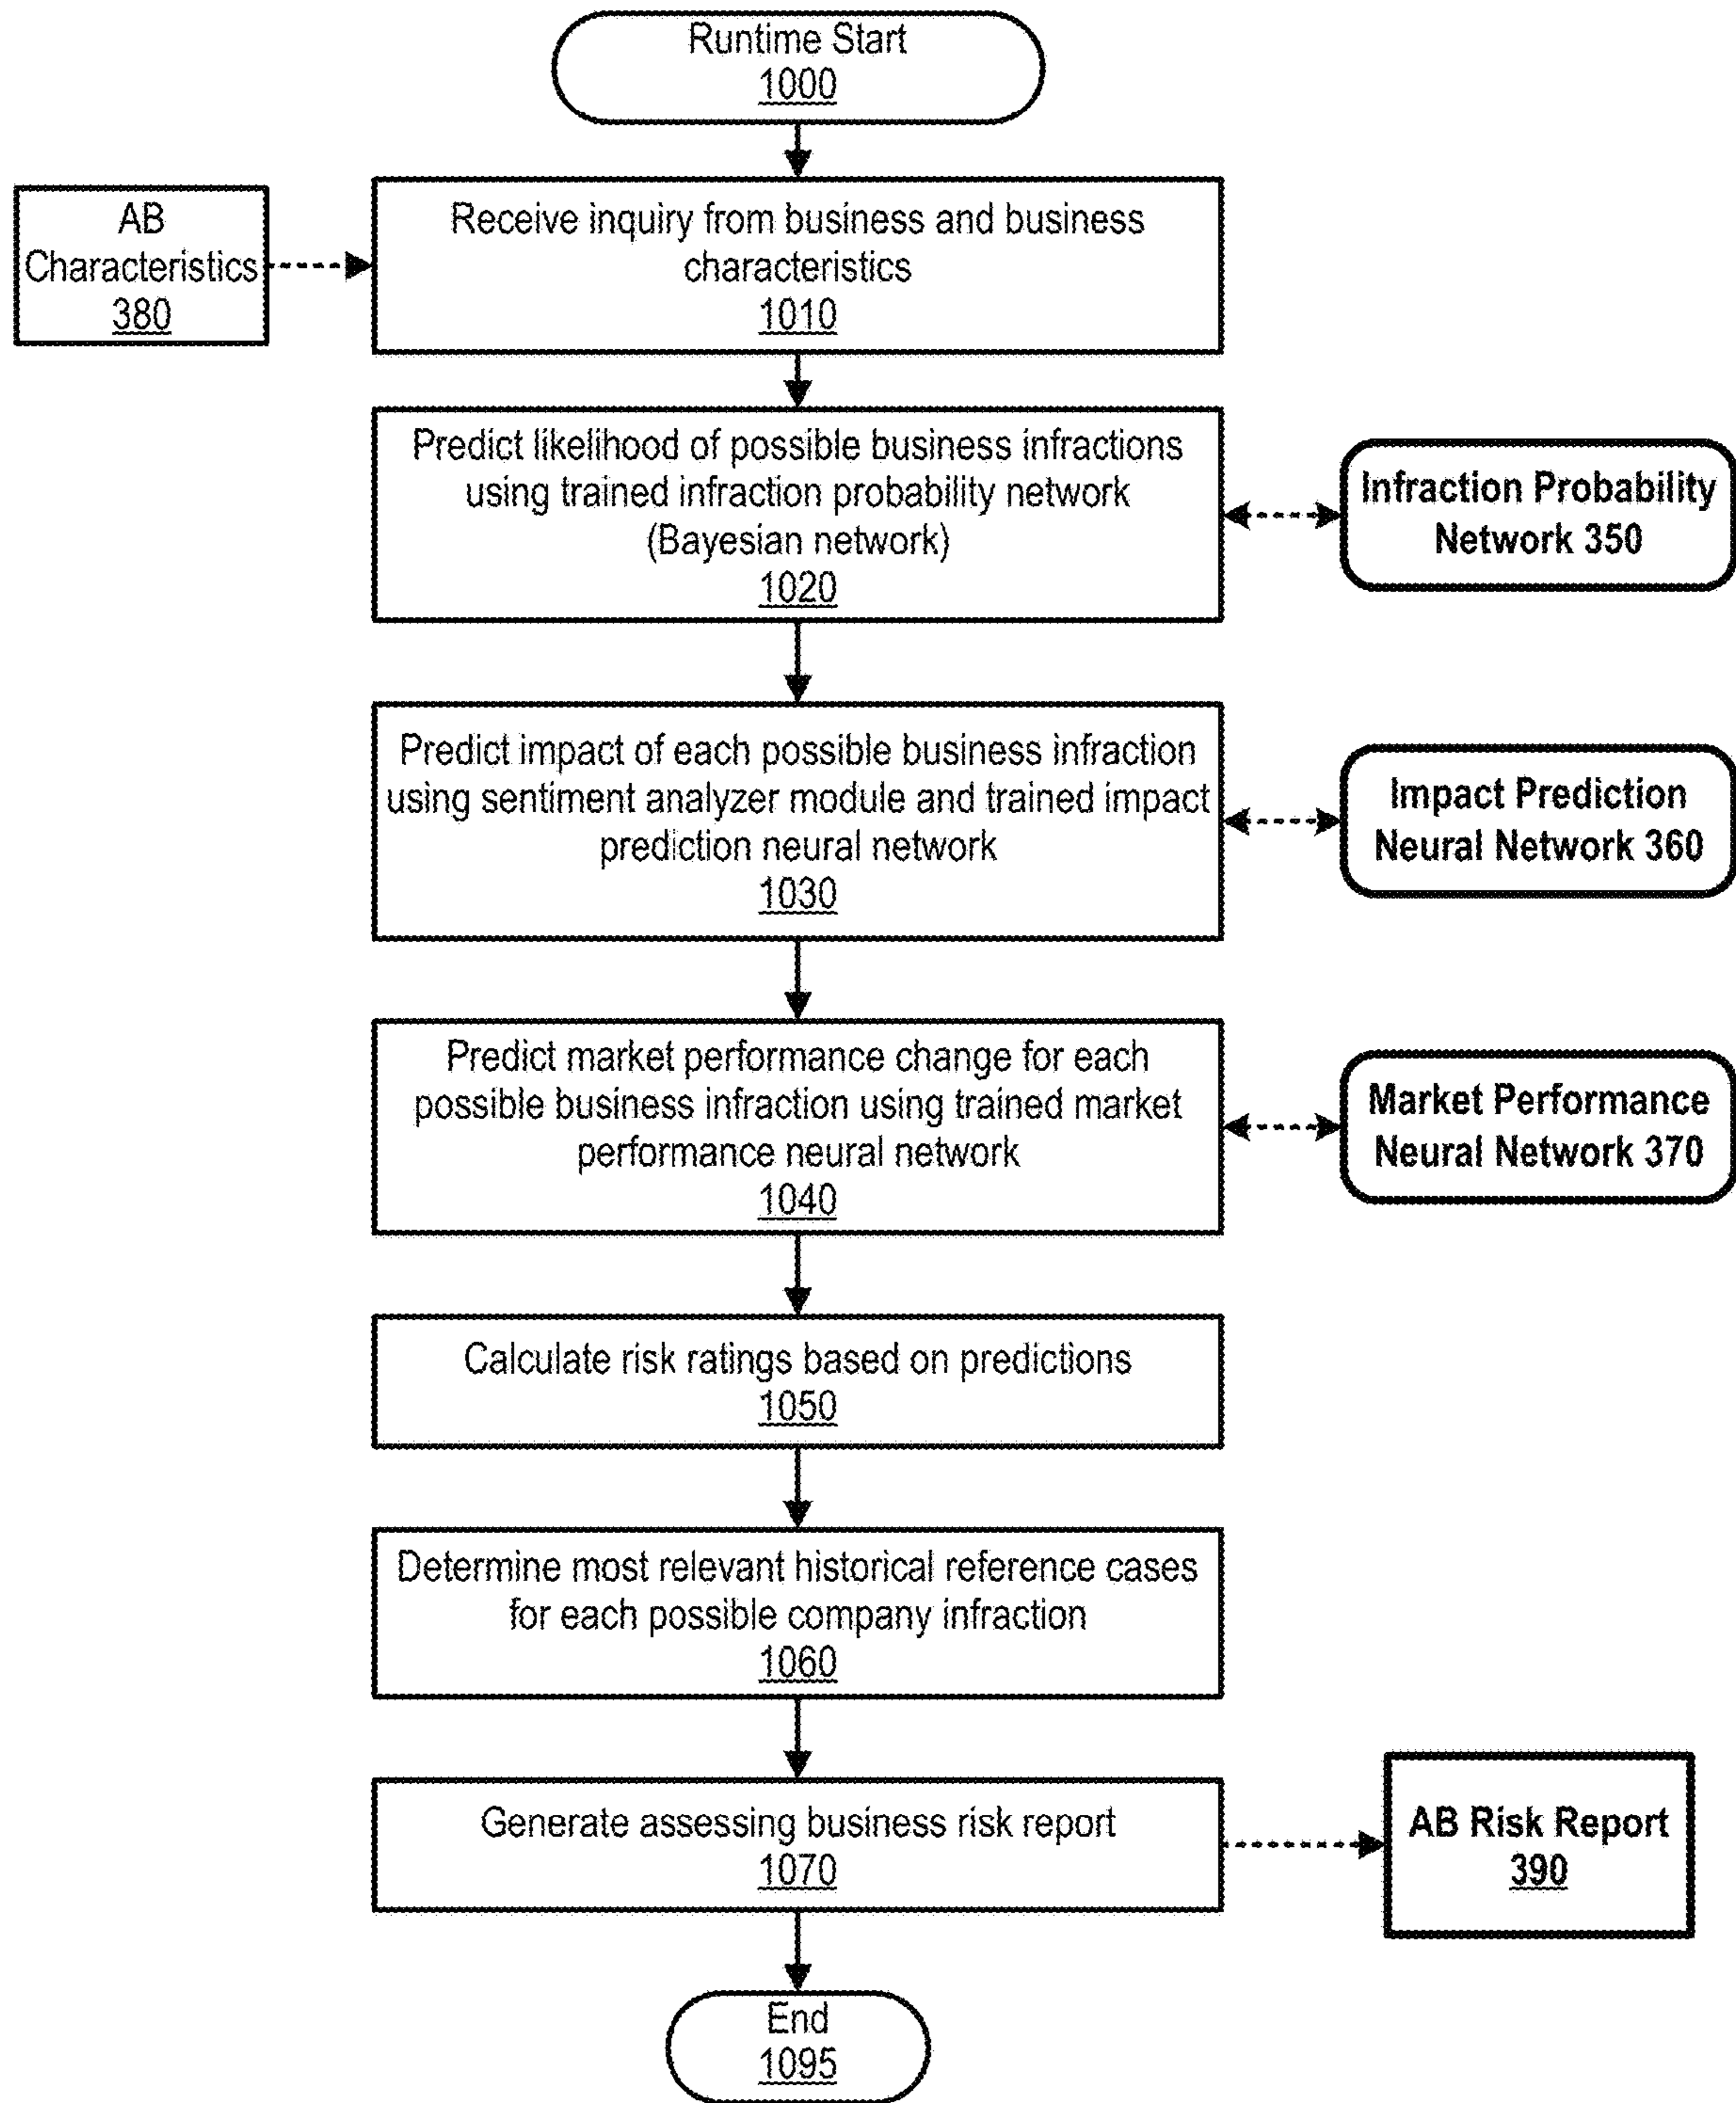 Runtime Start
1000
AB
Characteristics
380
Receive inquiry from business and business
characteristics
1010
Predict likelihood of possible business infractions
using trained infraction probability network
(Bayesian network)
1020
Infraction Probability
Network 350
Predict impact of each possible business infraction
using sentiment analyzer module and trained impact
prediction neural network
1030
Impact Prediction
Neural Network 360
Predict market performance change for each
possible business infraction using trained market
performance neural network
1040
Market Performance
Neural Network 370
Calculate risk ratings based on predictions
1050
Determine most relevant historical reference cases
for each possible company infraction
1060
Generate assessing business risk report
1070
AB Risk Report
390
End
1095